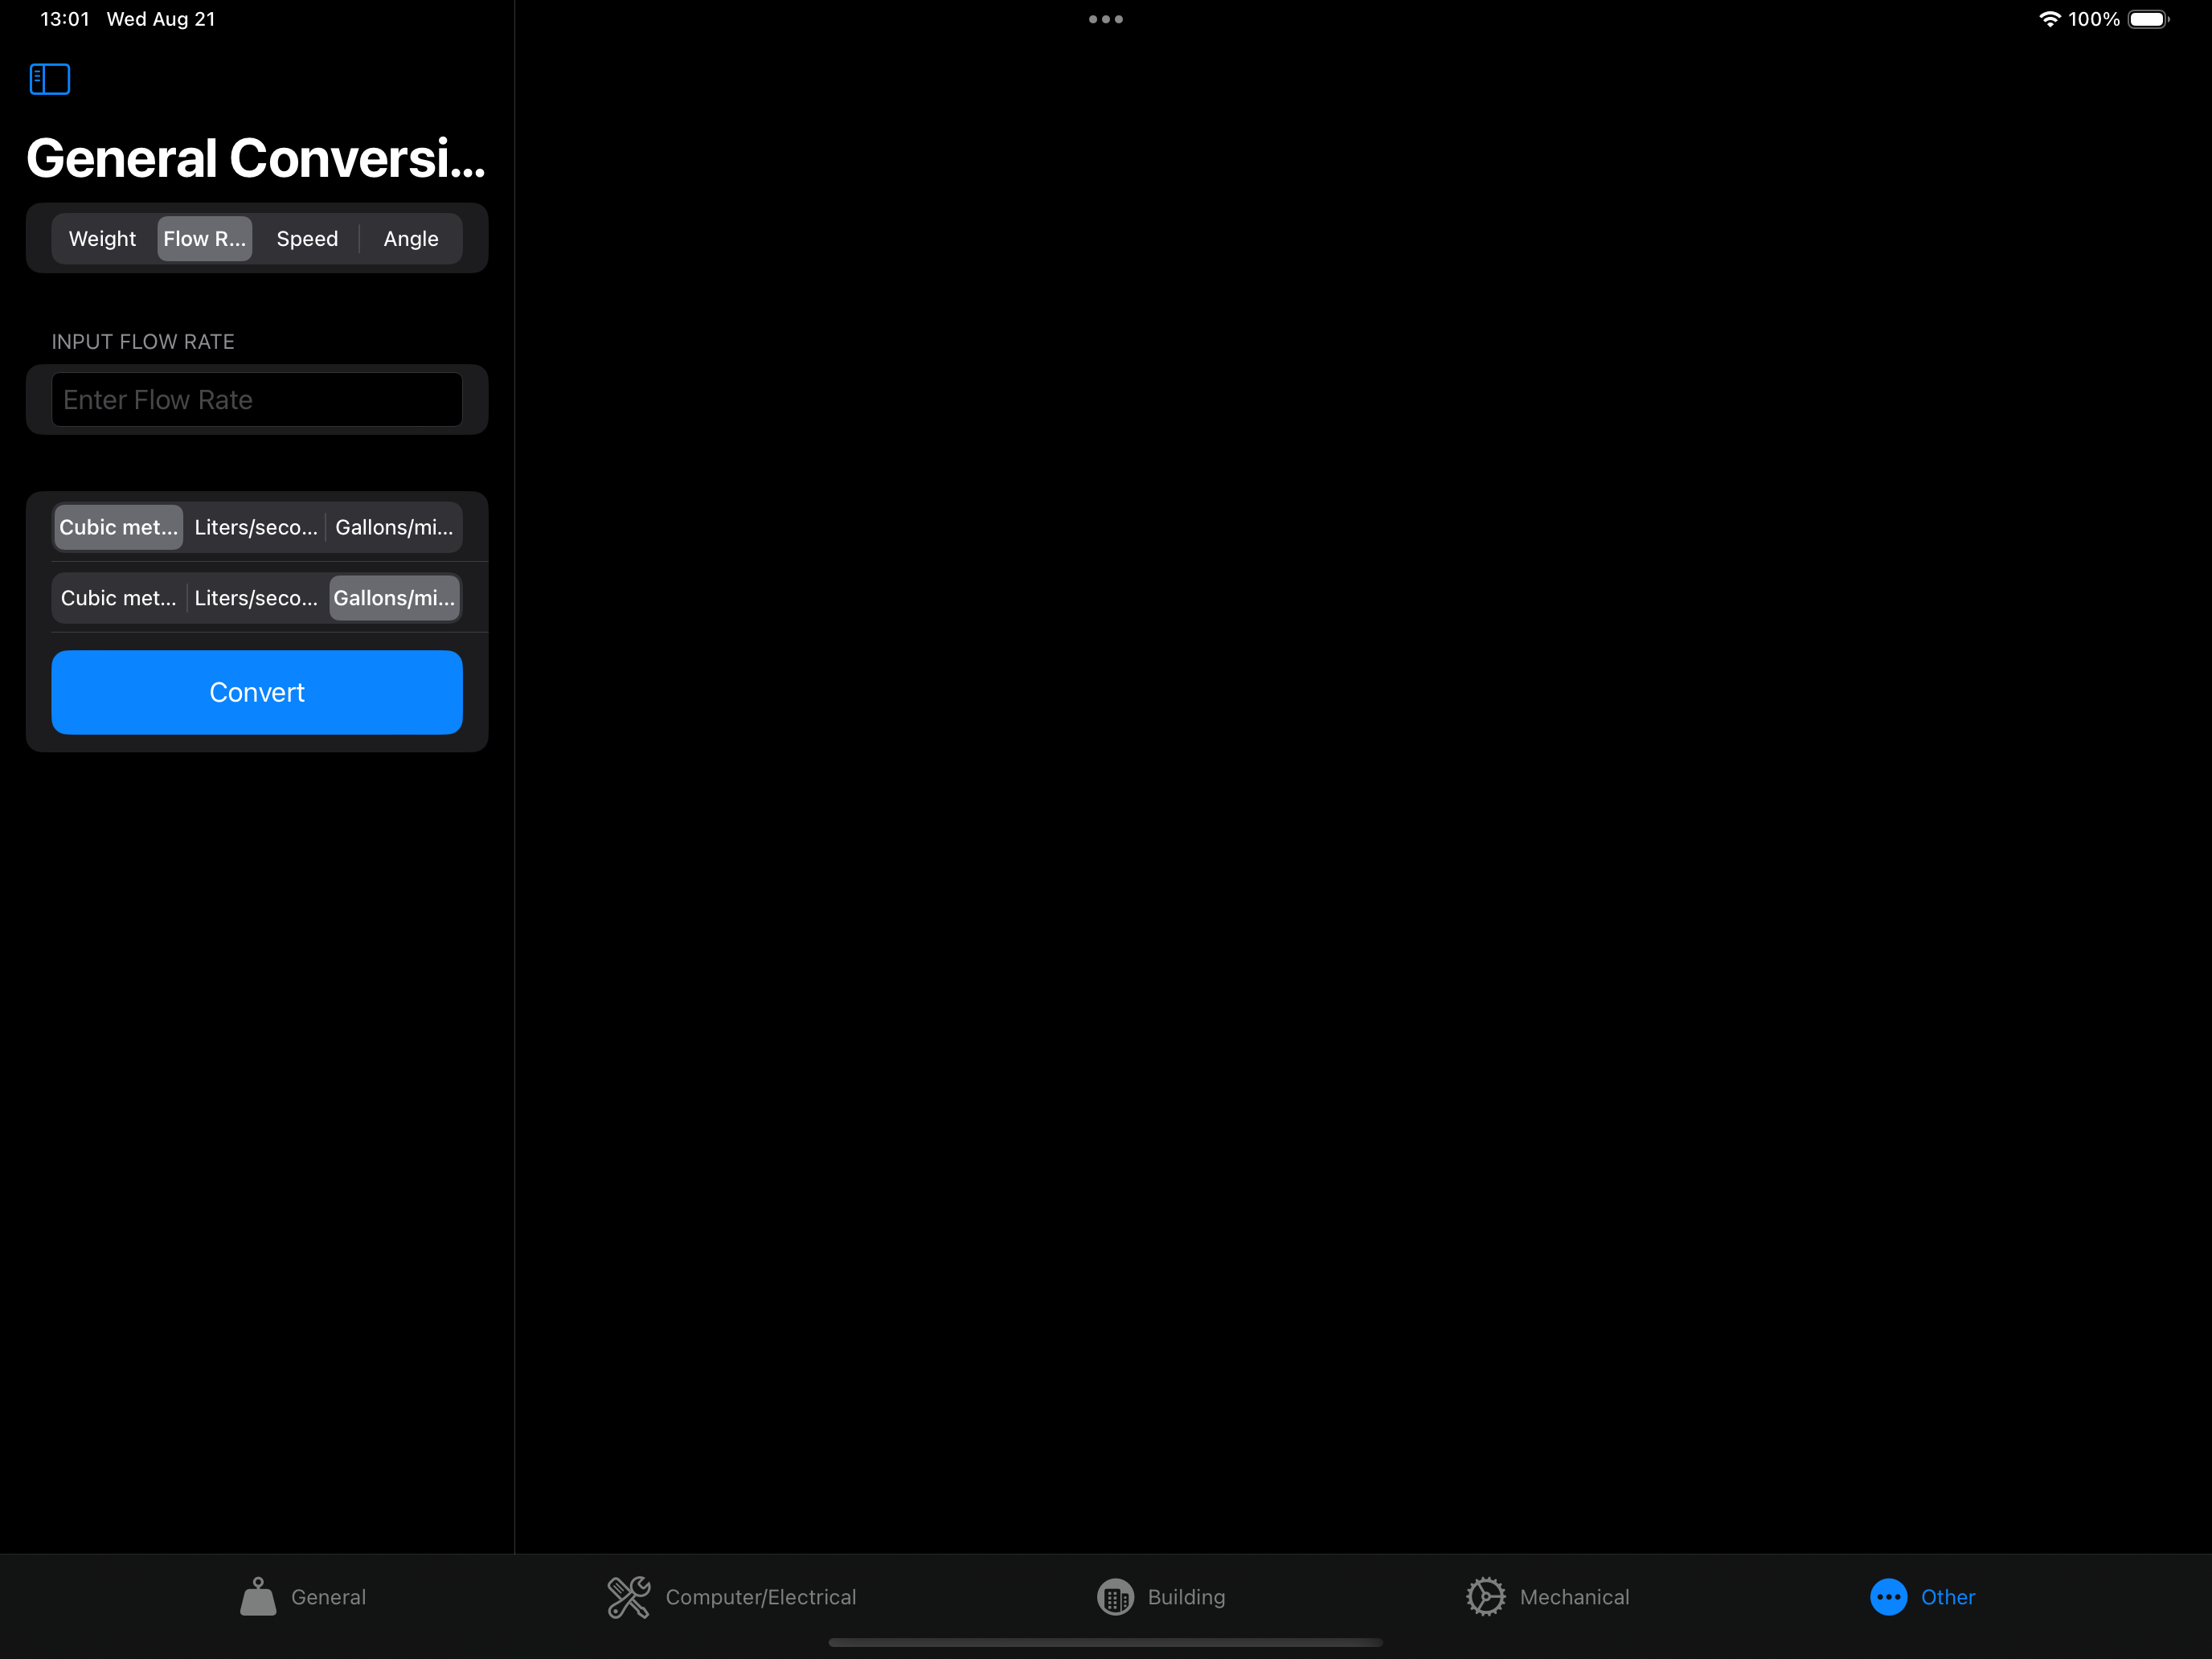 13:01 Wed Aug 21
100%
General Conversi...
Weight Flow R... Speed Angle
INPUT FLOW RATE
Enter Flow Rate
Cubic met... Liters/seco... Gallons/mi...
Cubic met... Liters/seco... Gallons/mi...
Convert
General Computer/Electrical Building Mechanical Other